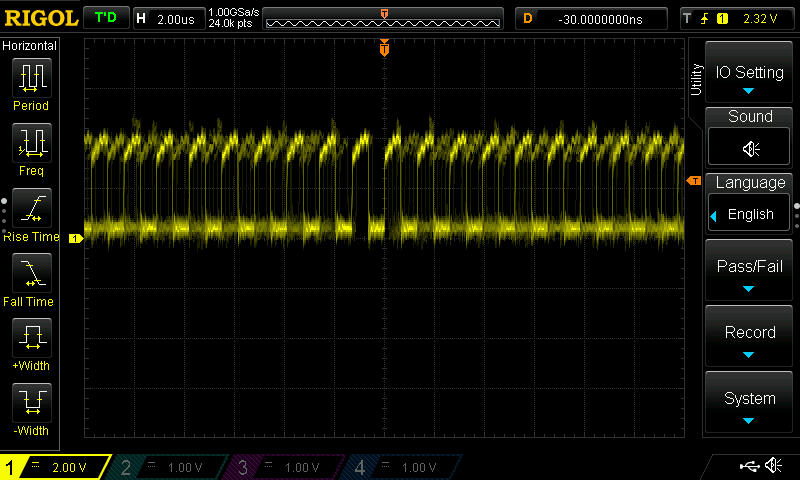 RIGOL T'D H 2.00us 1.00GSa/s 24.0k pts T D -30.0000000ns T 1 2.32 V
Horizontal
Period
Freq
Rise Time
Fall Time
+Width
-Width
T
T
1
Utility
IO Setting
Sound
Language
English
Pass/Fail
Record
System
1 2.00 V 2 1.00 V 3 1.00 V 4 1.00 V